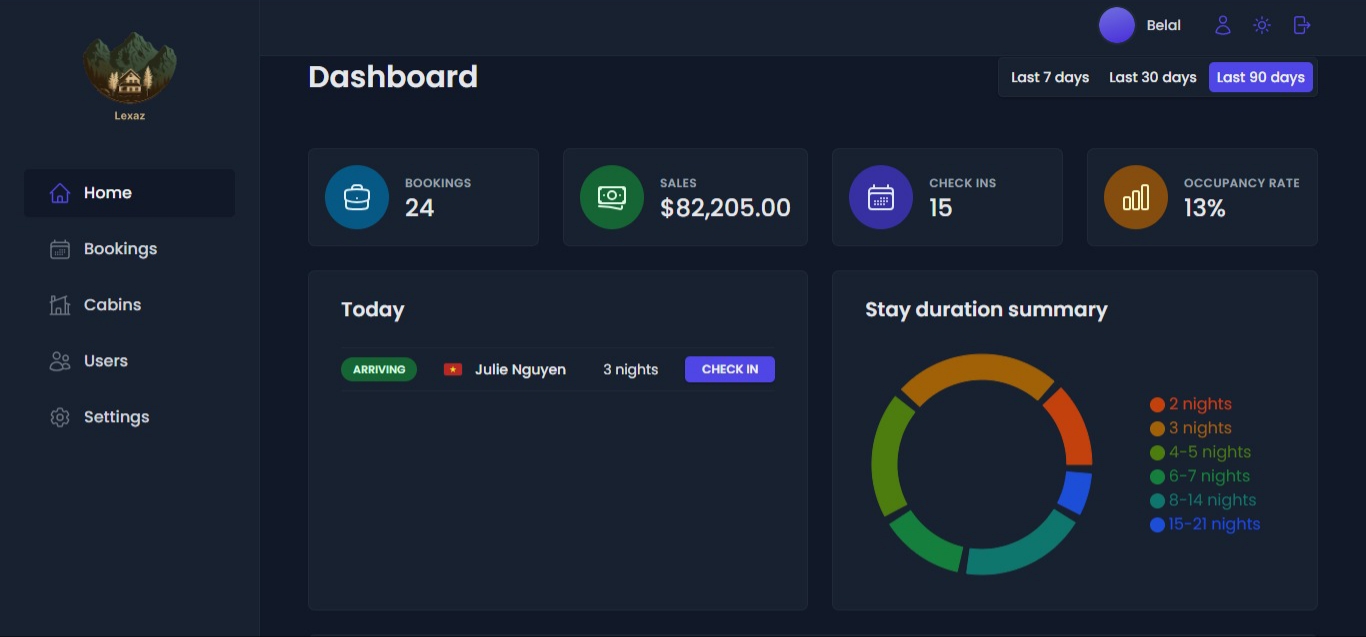 Lexaz
Home
Bookings
Cabins
Users
Settings
Belal
Dashboard
Last 7 days Last 30 days Last 90 days
BOOKINGS
24
SALES
$82,205.00
CHECK INS
15
OCCUPANCY RATE
13%
Today
ARRIVING Julie Nguyen 3 nights CHECK IN
Stay duration summary
2 nights
3 nights
4-5 nights
6-7 nights
8-14 nights
15-21 nights